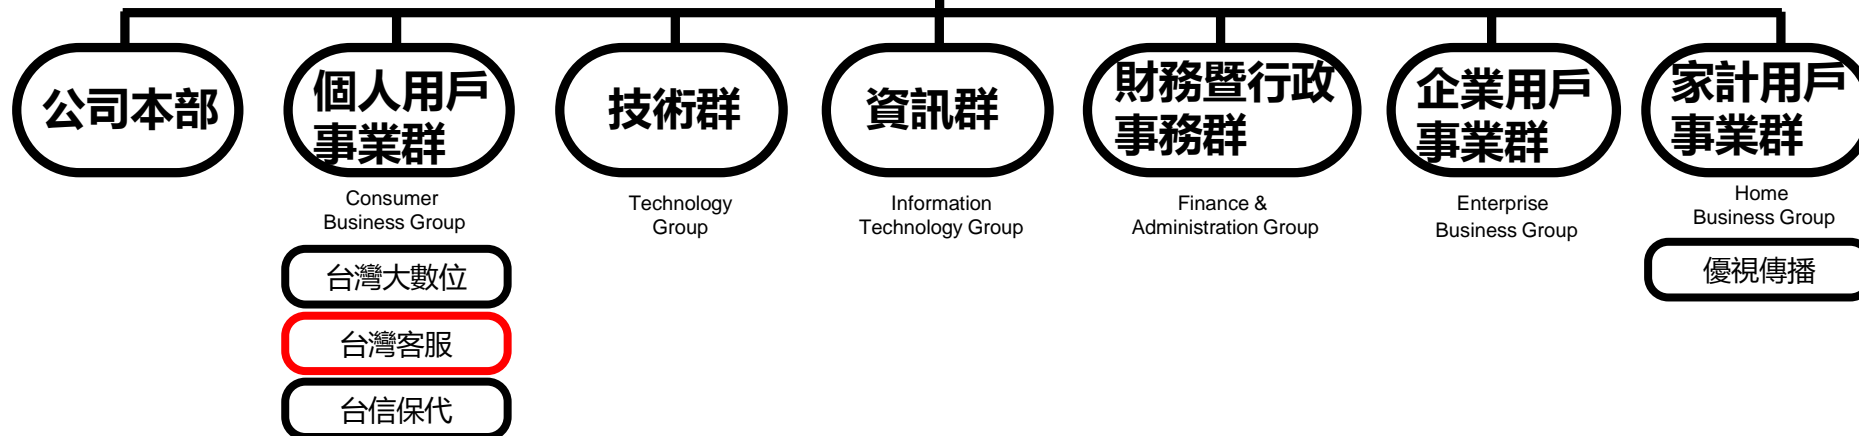 公司本部
個人用戶
事業群
Consumer
Business Group
台灣大數位
台灣客服
台信保代
技術群
Technology
Group
資訊群
Information
Technology Group
財務暨行政
事務群
Finance &
Administration Group
企業用戶
事業群
Enterprise
Business Group
家計用戶
事業群
Home
Business Group
優視傳播